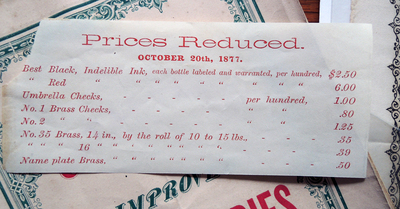 Prices Reduced.
OCTOBER 20th, 1877.
Best Black, Indelible Ink, each bottle labeled and warranted, per hundred, $2.50
" Red " " " " " " " 6.00
Umbrella Checks, - - - - - per hundred, 1.00
No. 1 Brass Checks, - - - - - " " .80
No. 2 " " - - - - - " " 1.25
No. 35 Brass, 1¼ in., by the roll of 10 to 15 lbs., - - - .35
" " 16 " " " " " " " " - - - .39
Name plate Brass, " " " " " " - - - .50
IMPROV